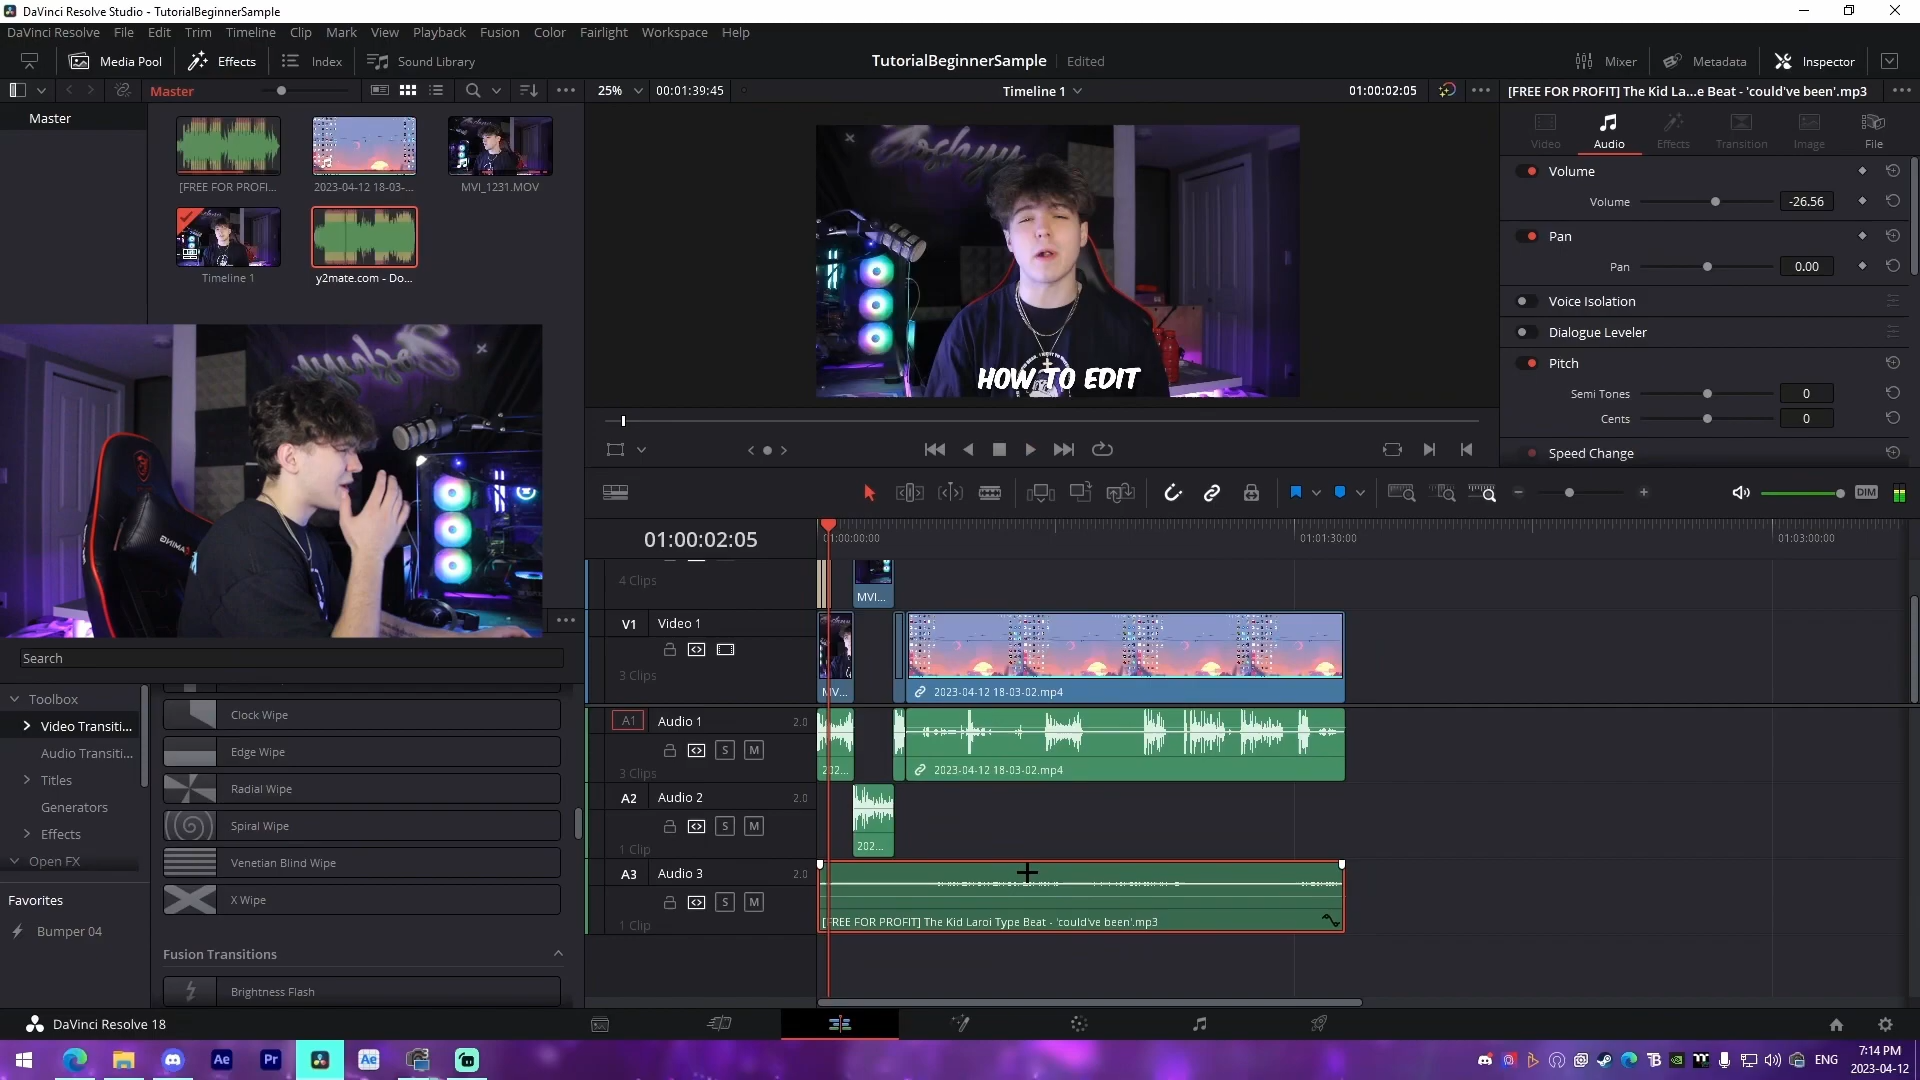 DaVinci Resolve Studio - TutorialBeginnerSample
DaVinci Resolve File Edit Trim Timeline Clip Mark View Playback Fusion Color Fairlight Workspace Help
Media Pool Effects Index Sound Library TutorialBeginnerSample Edited Mixer Metadata Inspector
Master 25% 00:01:39:45 Timeline 1 01:00:02:05 [FREE FOR PROFIT] The Kid La...e Beat - 'could've been'.mp3
Master
[FREE FOR PROFI...
2023-04-12 18-03-...
MVI_1231.MOV
Timeline 1
y2mate.com - Do...
Joshyy
HOW TO EDIT
Video Audio Effects Transition Image File
Volume
Volume -26.56
Pan
Pan 0.00
Voice Isolation
Dialogue Leveler
Pitch
Semi Tones 0
Cents 0
Speed Change
Joshyy
DIM
01:00:02:05
01:00:00:00 01:01:30:00 01:03:00:00
4 Clips
MVI...
V1 Video 1
3 Clips
MV...
2023-04-12 18-03-02.mp4
A1 Audio 1 2.0
S M
3 Clips
202...
2023-04-12 18-03-02.mp4
A2 Audio 2 2.0
S M
1 Clip
202...
A3 Audio 3 2.0
S M
1 Clip
[FREE FOR PROFIT] The Kid Laroi Type Beat - 'could've been'.mp3
Search
Toolbox
Video Transiti...
Audio Transiti...
Titles
Generators
Effects
Open FX
Favorites
Bumper 04
Clock Wipe
Edge Wipe
Radial Wipe
Spiral Wipe
Venetian Blind Wipe
X Wipe
Fusion Transitions
Brightness Flash
DaVinci Resolve 18
Ae
Pr
Ae
ENG
7:14 PM
2023-04-12